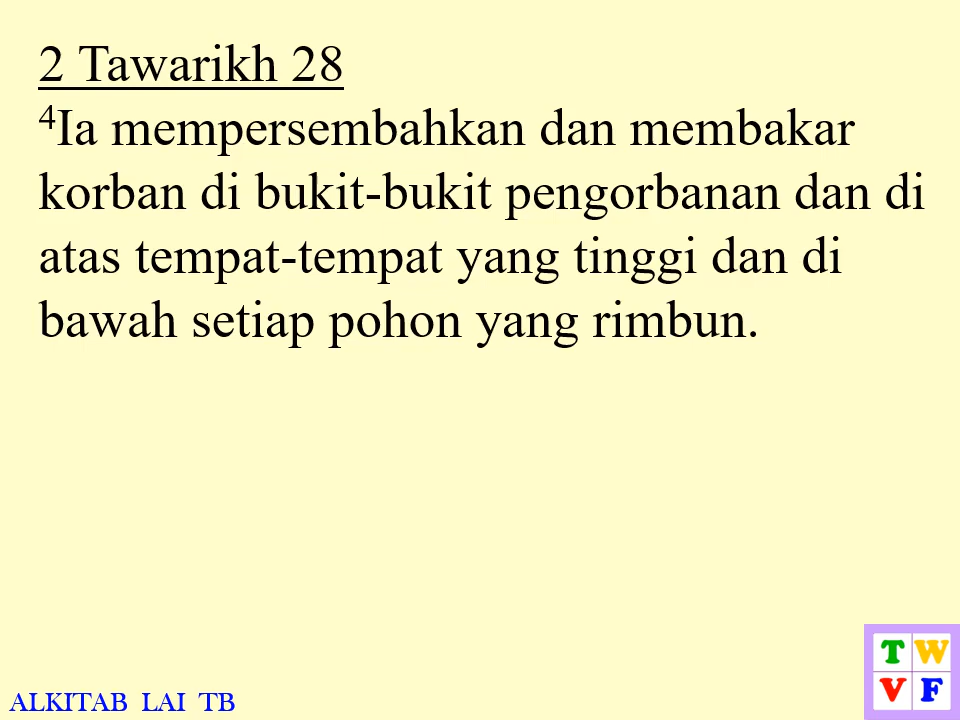 2 Tawarikh 28
4Ia mempersembahkan dan membakar
korban di bukit-bukit pengorbanan dan di
atas tempat-tempat yang tinggi dan di
bawah setiap pohon yang rimbun.
ALKITAB LAI TB
T W
V F